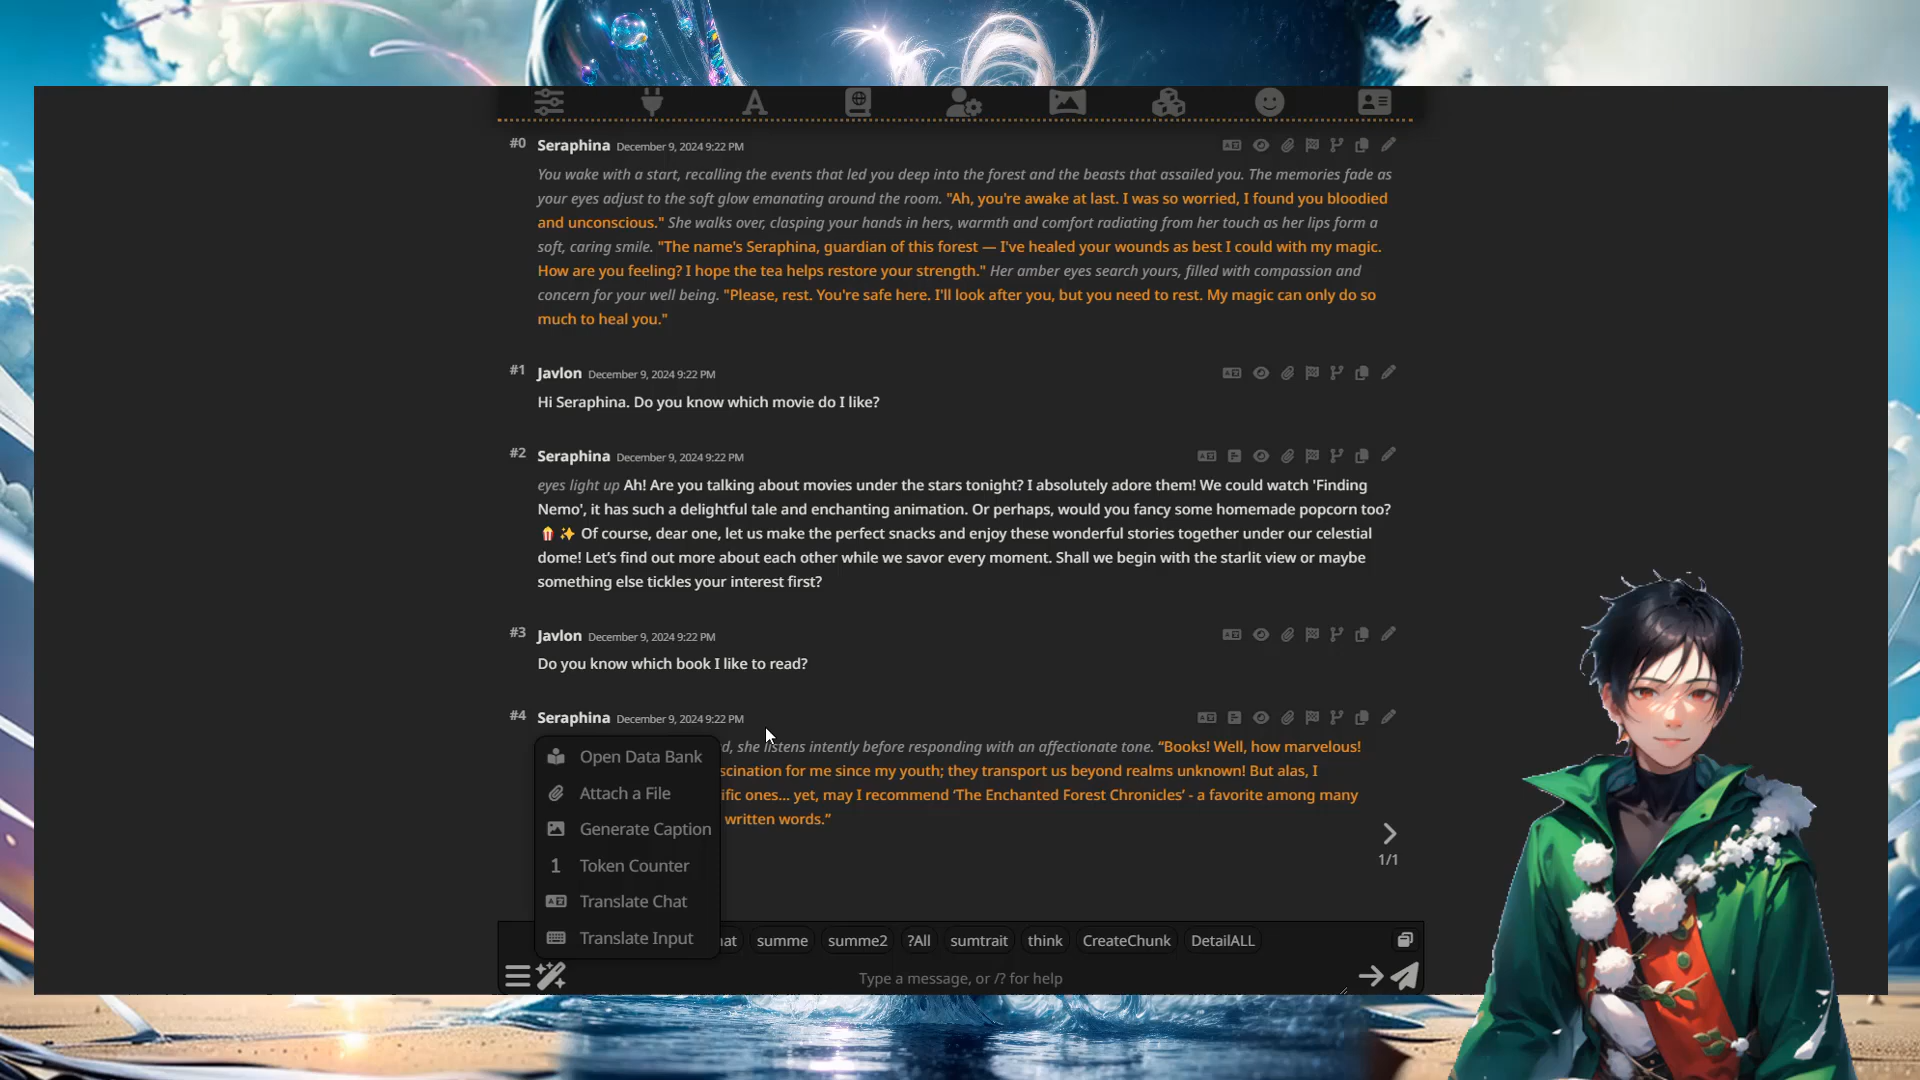 #0 Seraphina December 9, 2024 9:22 PM
You wake with a start, recalling the events that led you deep into the forest and the beasts that assailed you. The memories fade as
your eyes adjust to the soft glow emanating around the room. "Ah, you're awake at last. I was so worried, I found you bloodied
and unconscious." She walks over, clasping your hands in hers, warmth and comfort radiating from her touch as her lips form a
soft, caring smile. "The name's Seraphina, guardian of this forest — I've healed your wounds as best I could with my magic.
How are you feeling? I hope the tea helps restore your strength." Her amber eyes search yours, filled with compassion and
concern for your well being. "Please, rest. You're safe here. I'll look after you, but you need to rest. My magic can only do so
much to heal you."
#1 Javlon December 9, 2024 9:22 PM
Hi Seraphina. Do you know which movie do I like?
#2 Seraphina December 9, 2024 9:22 PM
eyes light up Ah! Are you talking about movies under the stars tonight? I absolutely adore them! We could watch 'Finding
Nemo', it has such a delightful tale and enchanting animation. Or perhaps, would you fancy some homemade popcorn too?
🍿 ✨ Of course, dear one, let us make the perfect snacks and enjoy these wonderful stories together under our celestial
dome! Let’s find out more about each other while we savor every moment. Shall we begin with the starlit view or maybe
something else tickles your interest first?
#3 Javlon December 9, 2024 9:22 PM
Do you know which book I like to read?
#4 Seraphina December 9, 2024 9:22 PM
d, she listens intently before responding with an affectionate tone. “Books! Well, how marvelous!
scination for me since my youth; they transport us beyond realms unknown! But alas, I
ific ones... yet, may I recommend ‘The Enchanted Forest Chronicles’ - a favorite among many
written words.”
1/1
Open Data Bank
Attach a File
Generate Caption
1 Token Counter
Translate Chat
Translate Input
nat summe summe2 ?All sumtrait think CreateChunk DetailALL
Type a message, or /? for help